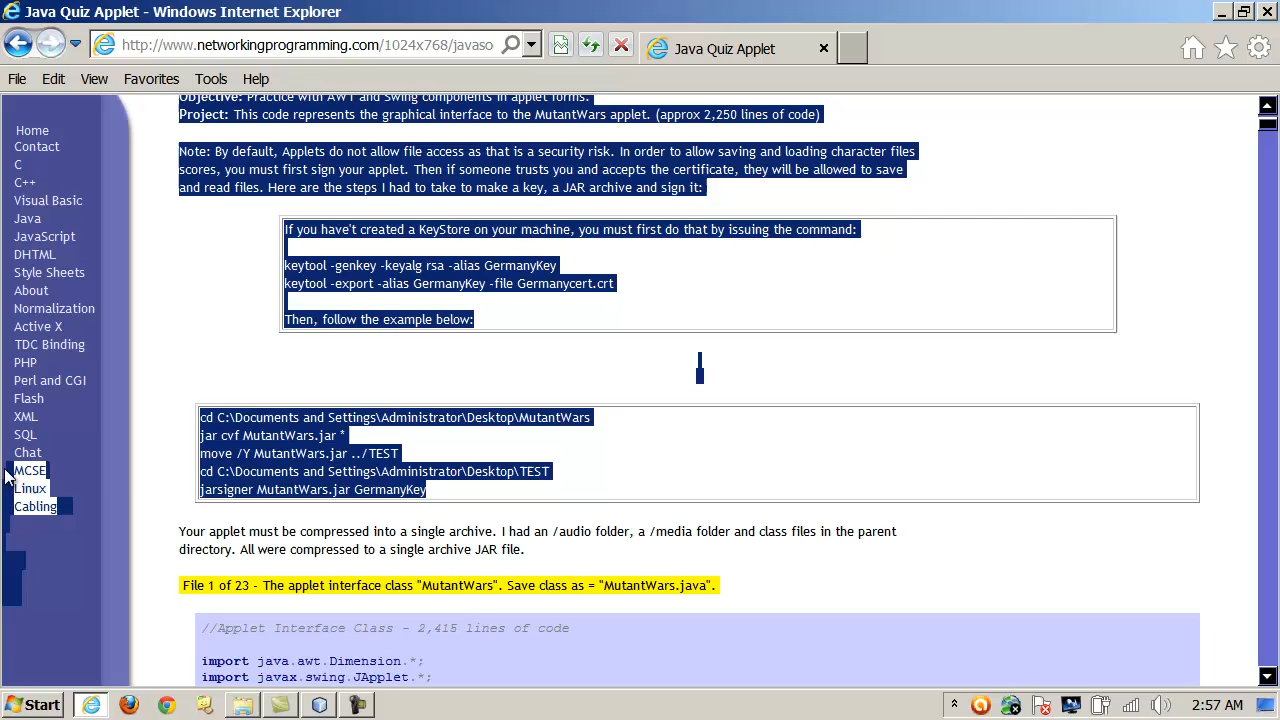 Java Quiz Applet - Windows Internet Explorer
http://www.networkingprogramming.com/1024x768/javaso
Java Quiz Applet
File Edit View Favorites Tools Help
Home
Contact
C
C++
Visual Basic
Java
JavaScript
DHTML
Style Sheets
About
Normalization
Active X
TDC Binding
PHP
Perl and CGI
Flash
XML
SQL
Chat
MCSE
Linux
Cabling
Objective: Practice with AWT and Swing components in applet forms.
Project: This code represents the graphical interface to the MutantWars applet. (approx 2,250 lines of code)
Note: By default, Applets do not allow file access as that is a security risk. In order to allow saving and loading character files
scores, you must first sign your applet. Then if someone trusts you and accepts the certificate, they will be allowed to save
and read files. Here are the steps I had to take to make a key, a JAR archive and sign it:
If you have't created a KeyStore on your machine, you must first do that by issuing the command:
keytool -genkey -keyalg rsa -alias GermanyKey
keytool -export -alias GermanyKey -file Germanycert.crt
Then, follow the example below:
cd C:\Documents and Settings\Administrator\Desktop\MutantWars
jar cvf MutantWars.jar *
move /Y MutantWars.jar ../TEST
cd C:\Documents and Settings\Administrator\Desktop\TEST
jarsigner MutantWars.jar GermanyKey
Your applet must be compressed into a single archive. I had an /audio folder, a /media folder and class files in the parent
directory. All were compressed to a single archive JAR file.
File 1 of 23 - The applet interface class "MutantWars". Save class as = "MutantWars.java".
//Applet Interface Class - 2,415 lines of code
import java.awt.Dimension.*;
import javax.swing.JApplet.*;
Start
2:57 AM